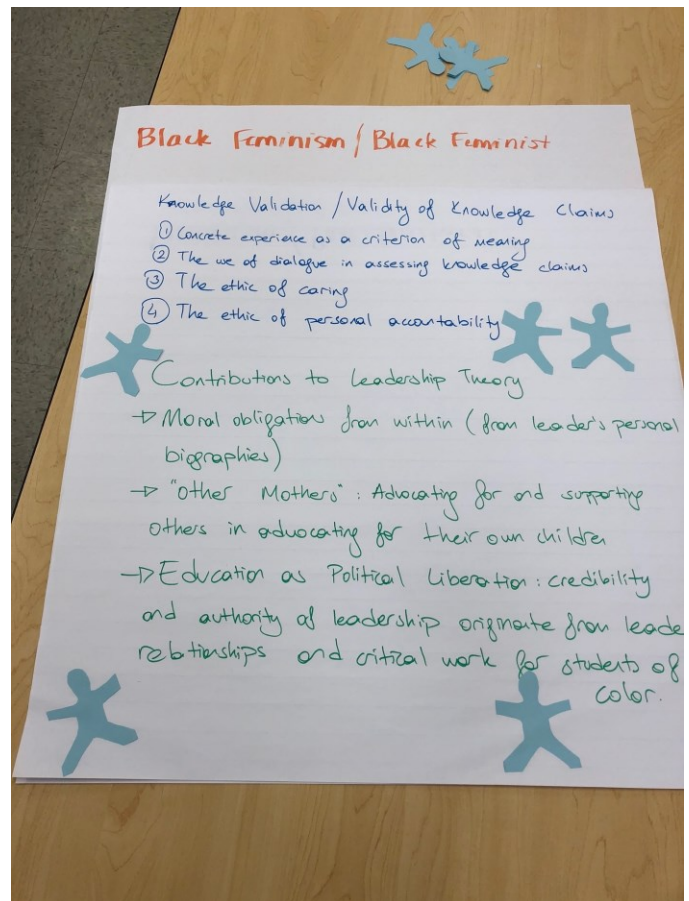 Black Feminism / Black Feminist
Knowledge Validation / Validity of Knowledge Claims
① Concrete experience as a criterion of meaning
② The use of dialogue in assessing knowledge claims
③ The ethic of caring
④ The ethic of personal accountability
Contributions to Leadership Theory
→ Moral obligation from within (from leader's personal
biographies)
→ "Other Mothers": Advocating for and supporting
others in advocating for their own children
→ Education as Political Liberation: credibility
and authority of leadership originate from leade
relationships and critical work for students of
color.